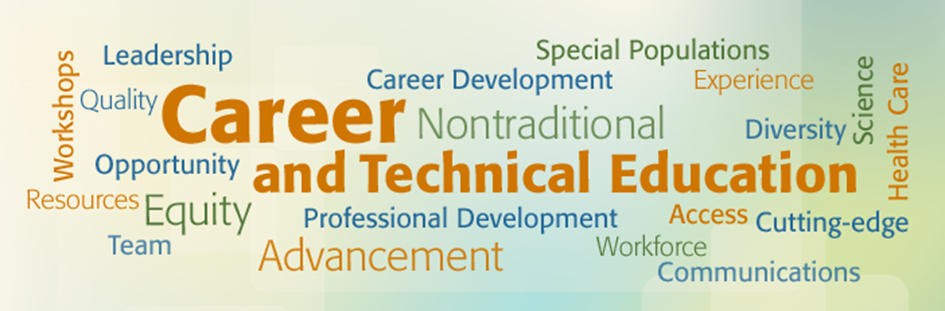 Workshops
Leadership
Quality
Career
Career Development
Special Populations
Experience
Nontraditional
Diversity
Science
Health Care
Opportunity
and Technical Education
Resources
Equity
Professional Development
Access
Cutting-edge
Team
Advancement
Workforce
Communications